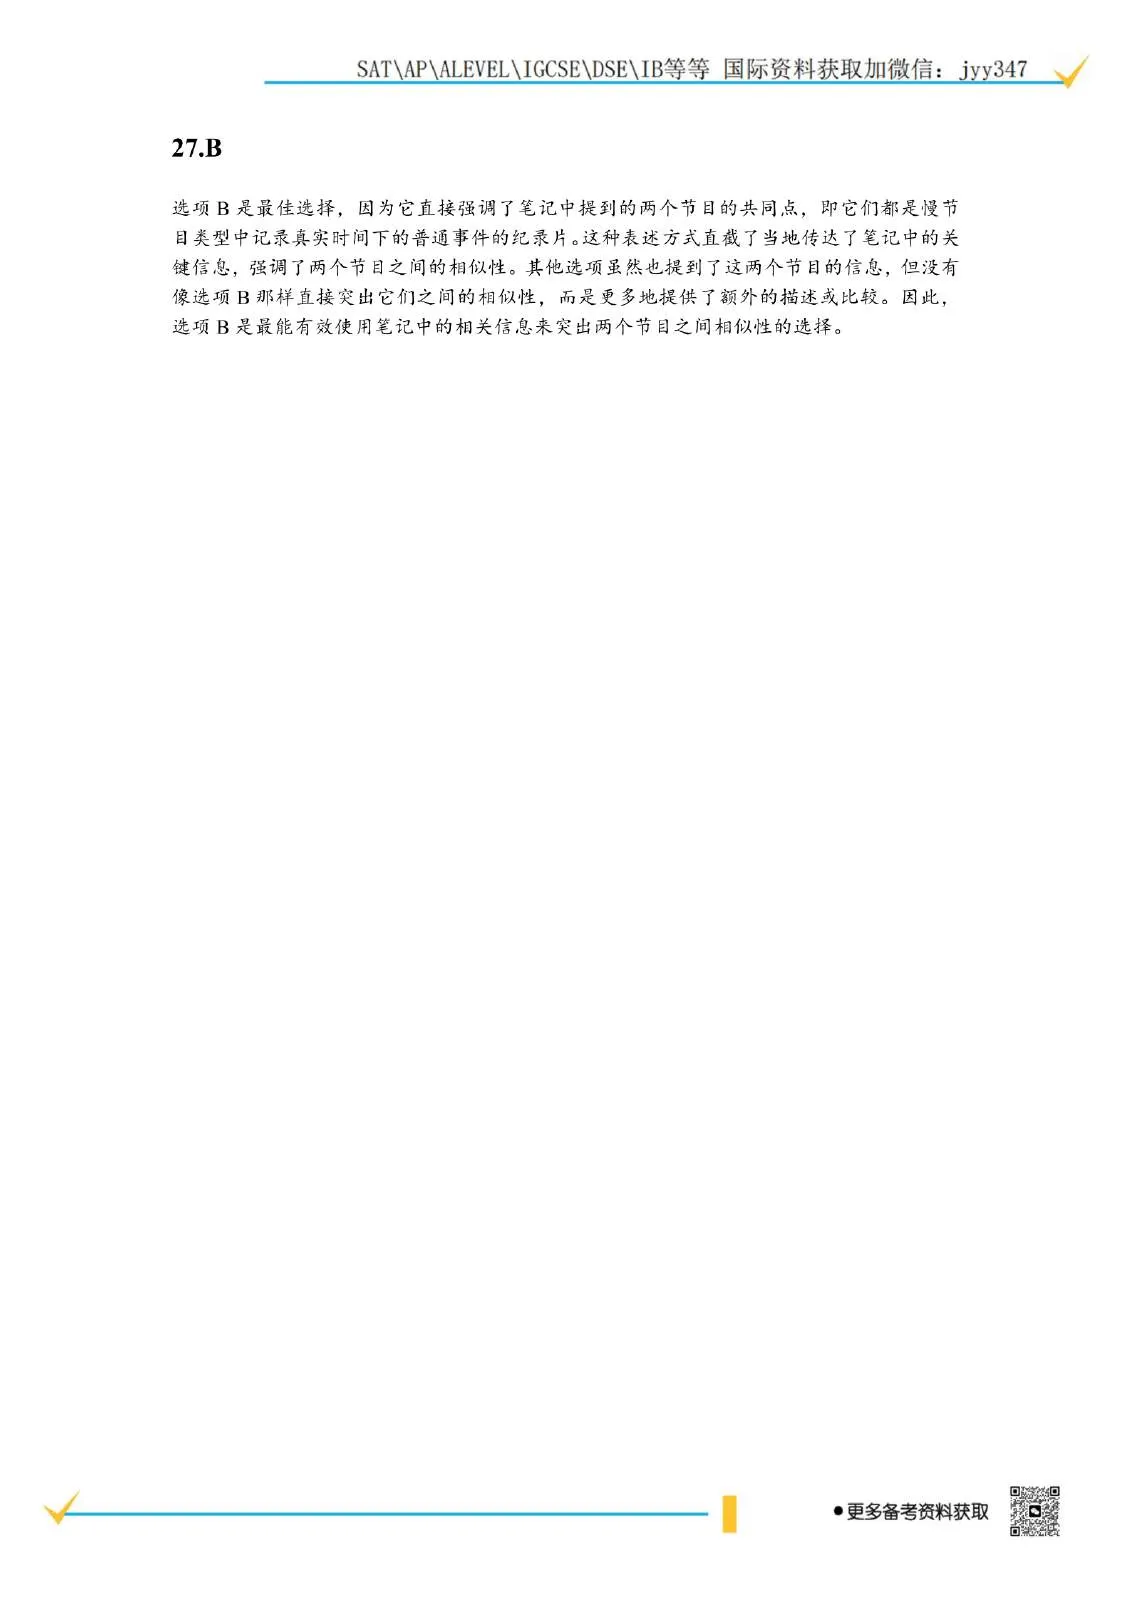 SAT\AP\ALEVEL\IGCSE\DSE\IB等等 国际资料获取加微信：jyy347
27.B
选项 B 是最佳选择，因为它直接强调了笔记中提到的两个节目的共同点，即它们都是慢节
目类型中记录真实时间下的普通事件的纪录片。这种表述方式直截了当地传达了笔记中的关
键信息，强调了两个节目之间的相似性。其他选项虽然也提到了这两个节目的信息，但没有
像选项 B 那样直接突出它们之间的相似性，而是更多地提供了额外的描述或比较。因此，
选项 B 是最能有效使用笔记中的相关信息来突出两个节目之间相似性的选择。
●更多备考资料获取